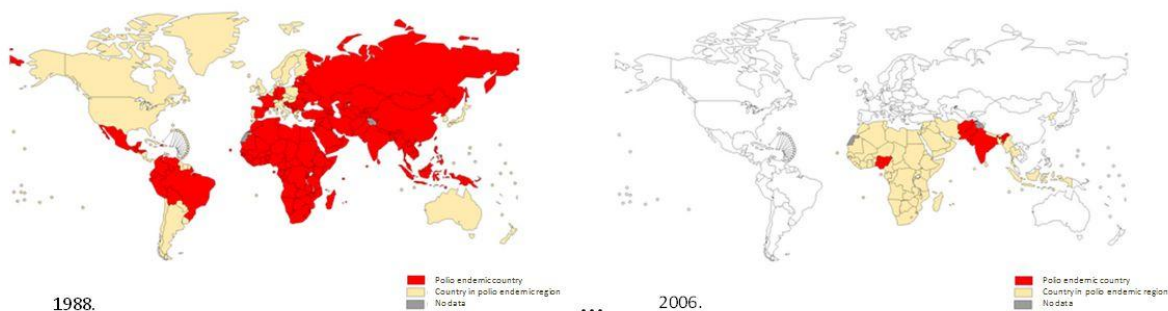 Polio endemic country
Country in polio endemic region
No data
1988.
...
Polio endemic country
Country in polio endemic region
No data
2006.